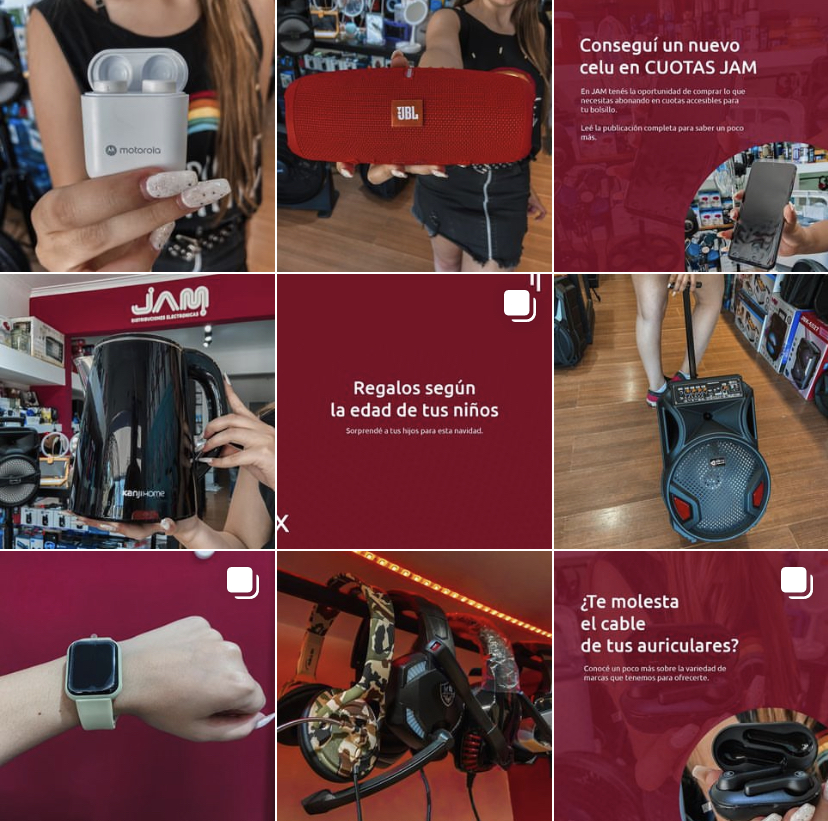 motorola
JBL
Conseguí un nuevo
celu en CUOTAS JAM
En JAM tenés la oportunidad de comprar lo que
necesitas abonando en cuotas accesibles para
tu bolsillo.
Leé la publicación completa para saber un poco
más.
JAM
DISTRIBUCIONES ELECTRONICAS
KANJIHOME
Regalos según
la edad de tus niños
Sorprendé a tus hijos para esta navidad.
X
¿Te molesta
el cable
de tus auriculares?
Conocé un poco más sobre la variedad de
marcas que tenemos para ofrecerte.